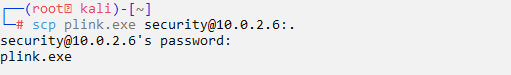 ┌──(root kali)-[~]
└─# scp plink.exe security@10.0.2.6:.
security@10.0.2.6's password:
plink.exe